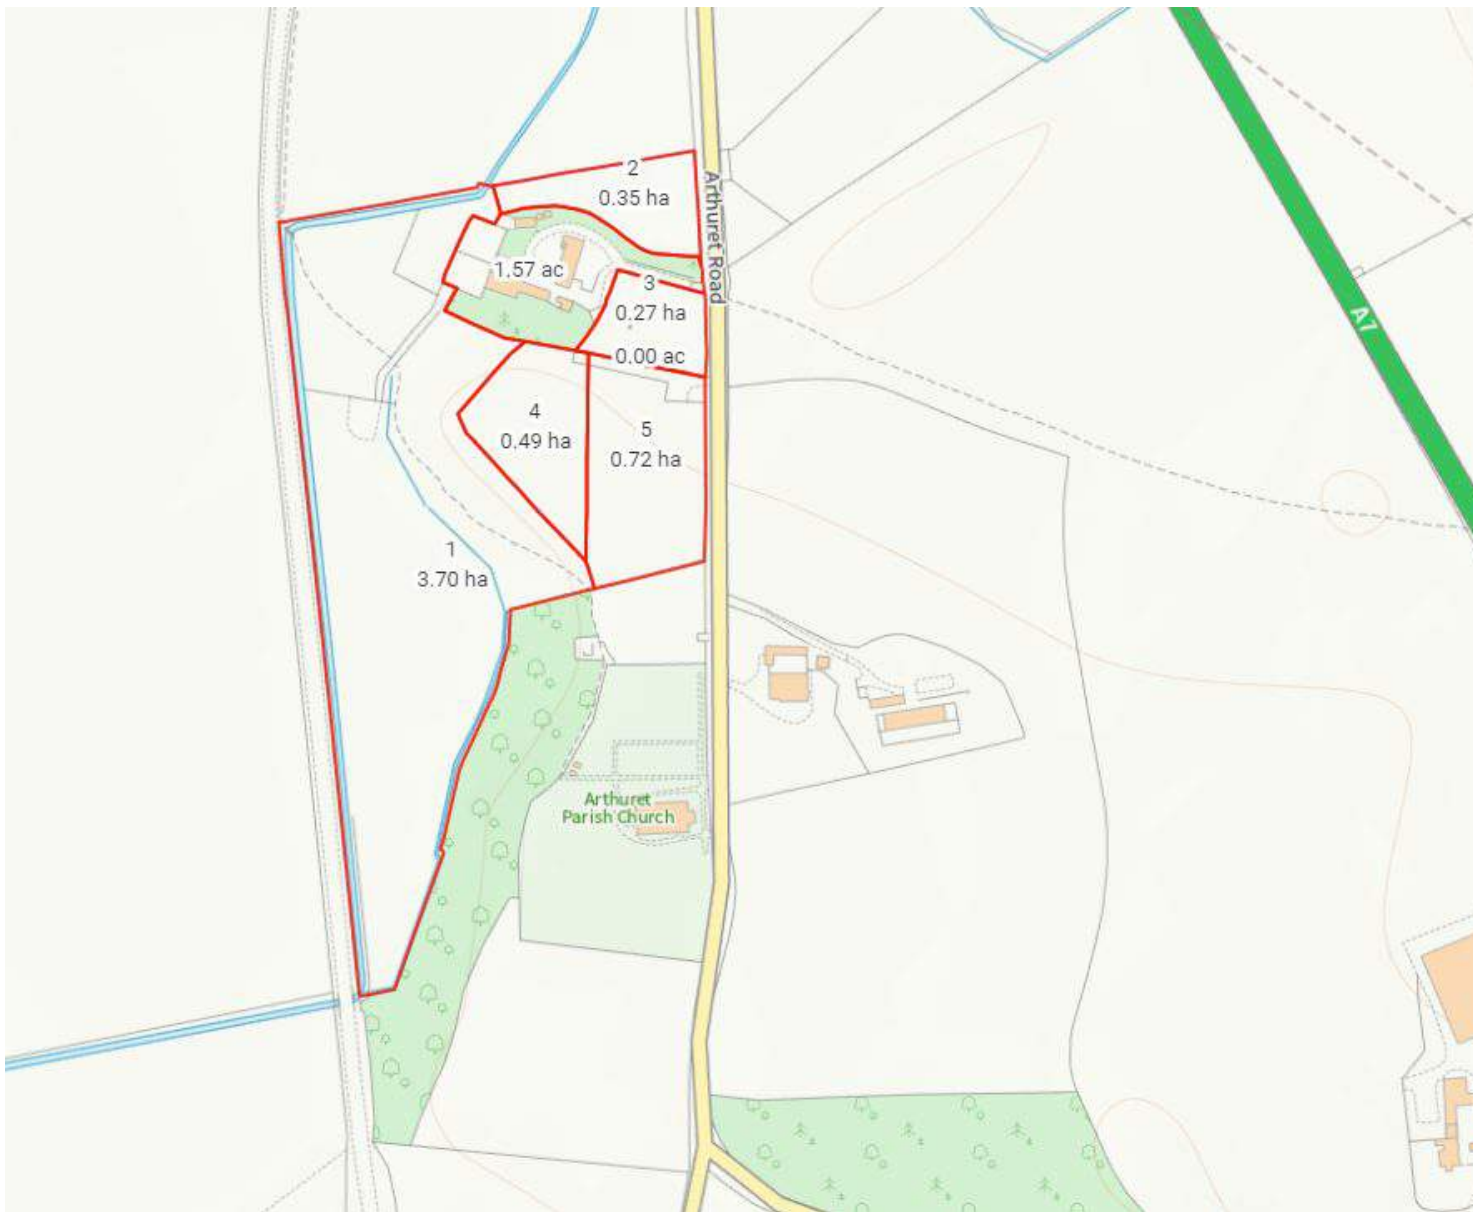 2
0.35 ha
Arthuret Road
1.57 ac
3
0.27 ha
0.00 ac
A7
4
0.49 ha
5
0.72 ha
1
3.70 ha
Arthuret
Parish Church